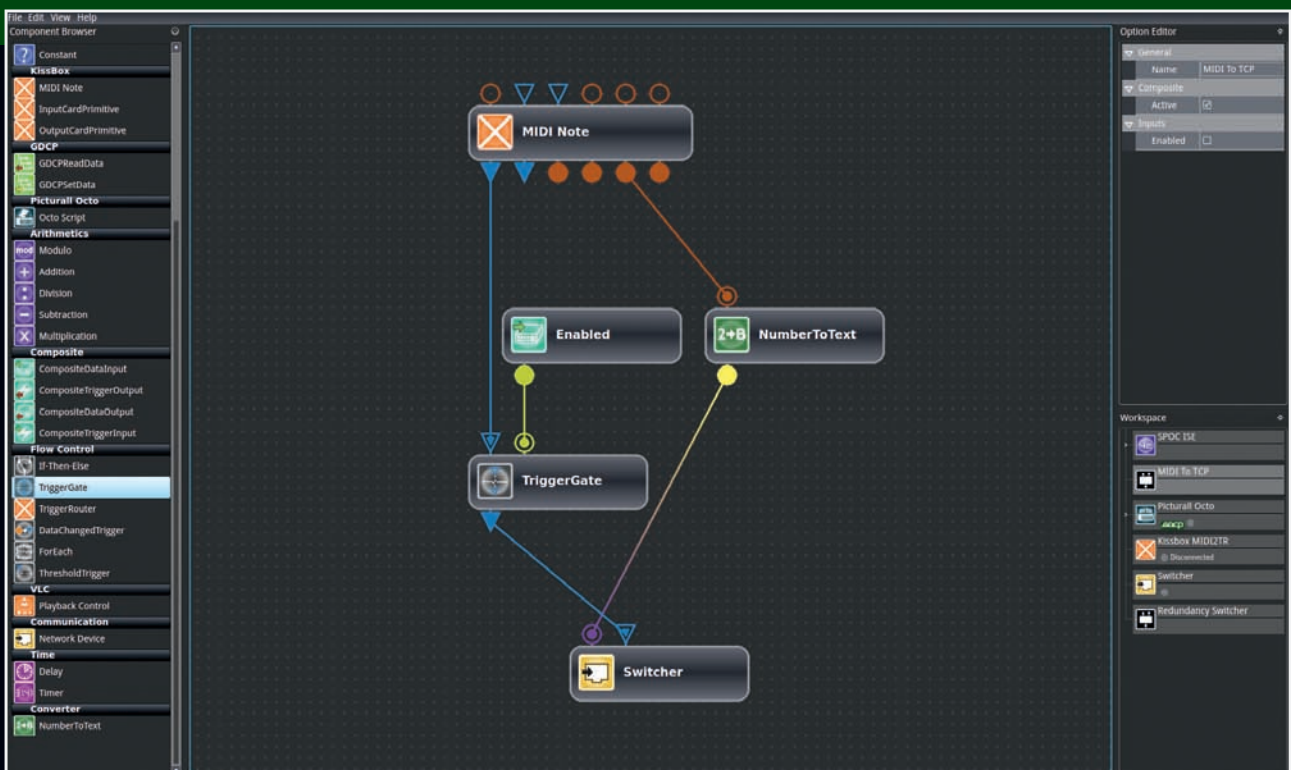 File Edit View Help
Component Browser
Constant
KissBox
MIDI Note
InputCardPrimitive
OutputCardPrimitive
GDCP
GDCPReadData
GDCPSetData
Picturall Octo
Octo Script
Arithmetics
mod Modulo
Addition
Division
Subtraction
Multiplication
Composite
CompositeDataInput
CompositeTriggerOutput
CompositeDataOutput
CompositeTriggerInput
Flow Control
If-Then-Else
TriggerGate
TriggerRouter
DataChangedTrigger
ForEach
ThresholdTrigger
VLC
Playback Control
Communication
Network Device
Time
Delay
Timer
Converter
2→B NumberToText
MIDI Note
Enabled
2→B NumberToText
TriggerGate
Switcher
Option Editor
General
Name MIDI To TCP
Composite
Active
Inputs
Enabled
Workspace
SPOC ISE
MIDI To TCP
Picturall Octo
GDCP
Kissbox MIDI2TR
Disconnected
Switcher
Redundancy Switcher